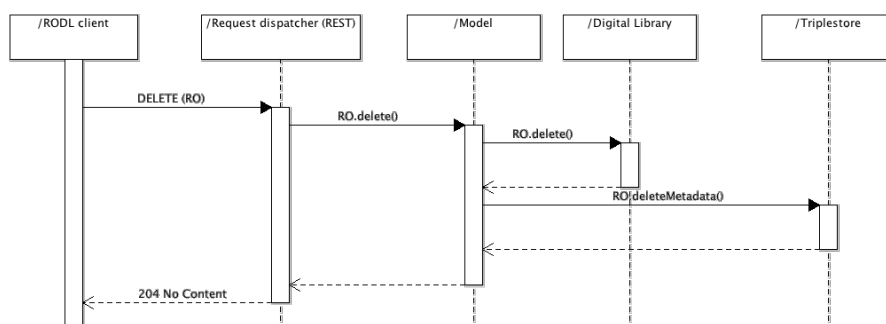 /RODL client
/Request dispatcher (REST)
/Model
/Digital Library
/Triplestore
DELETE (RO)
RO.delete()
RO.delete()
RO.deleteMetadata()
204 No Content